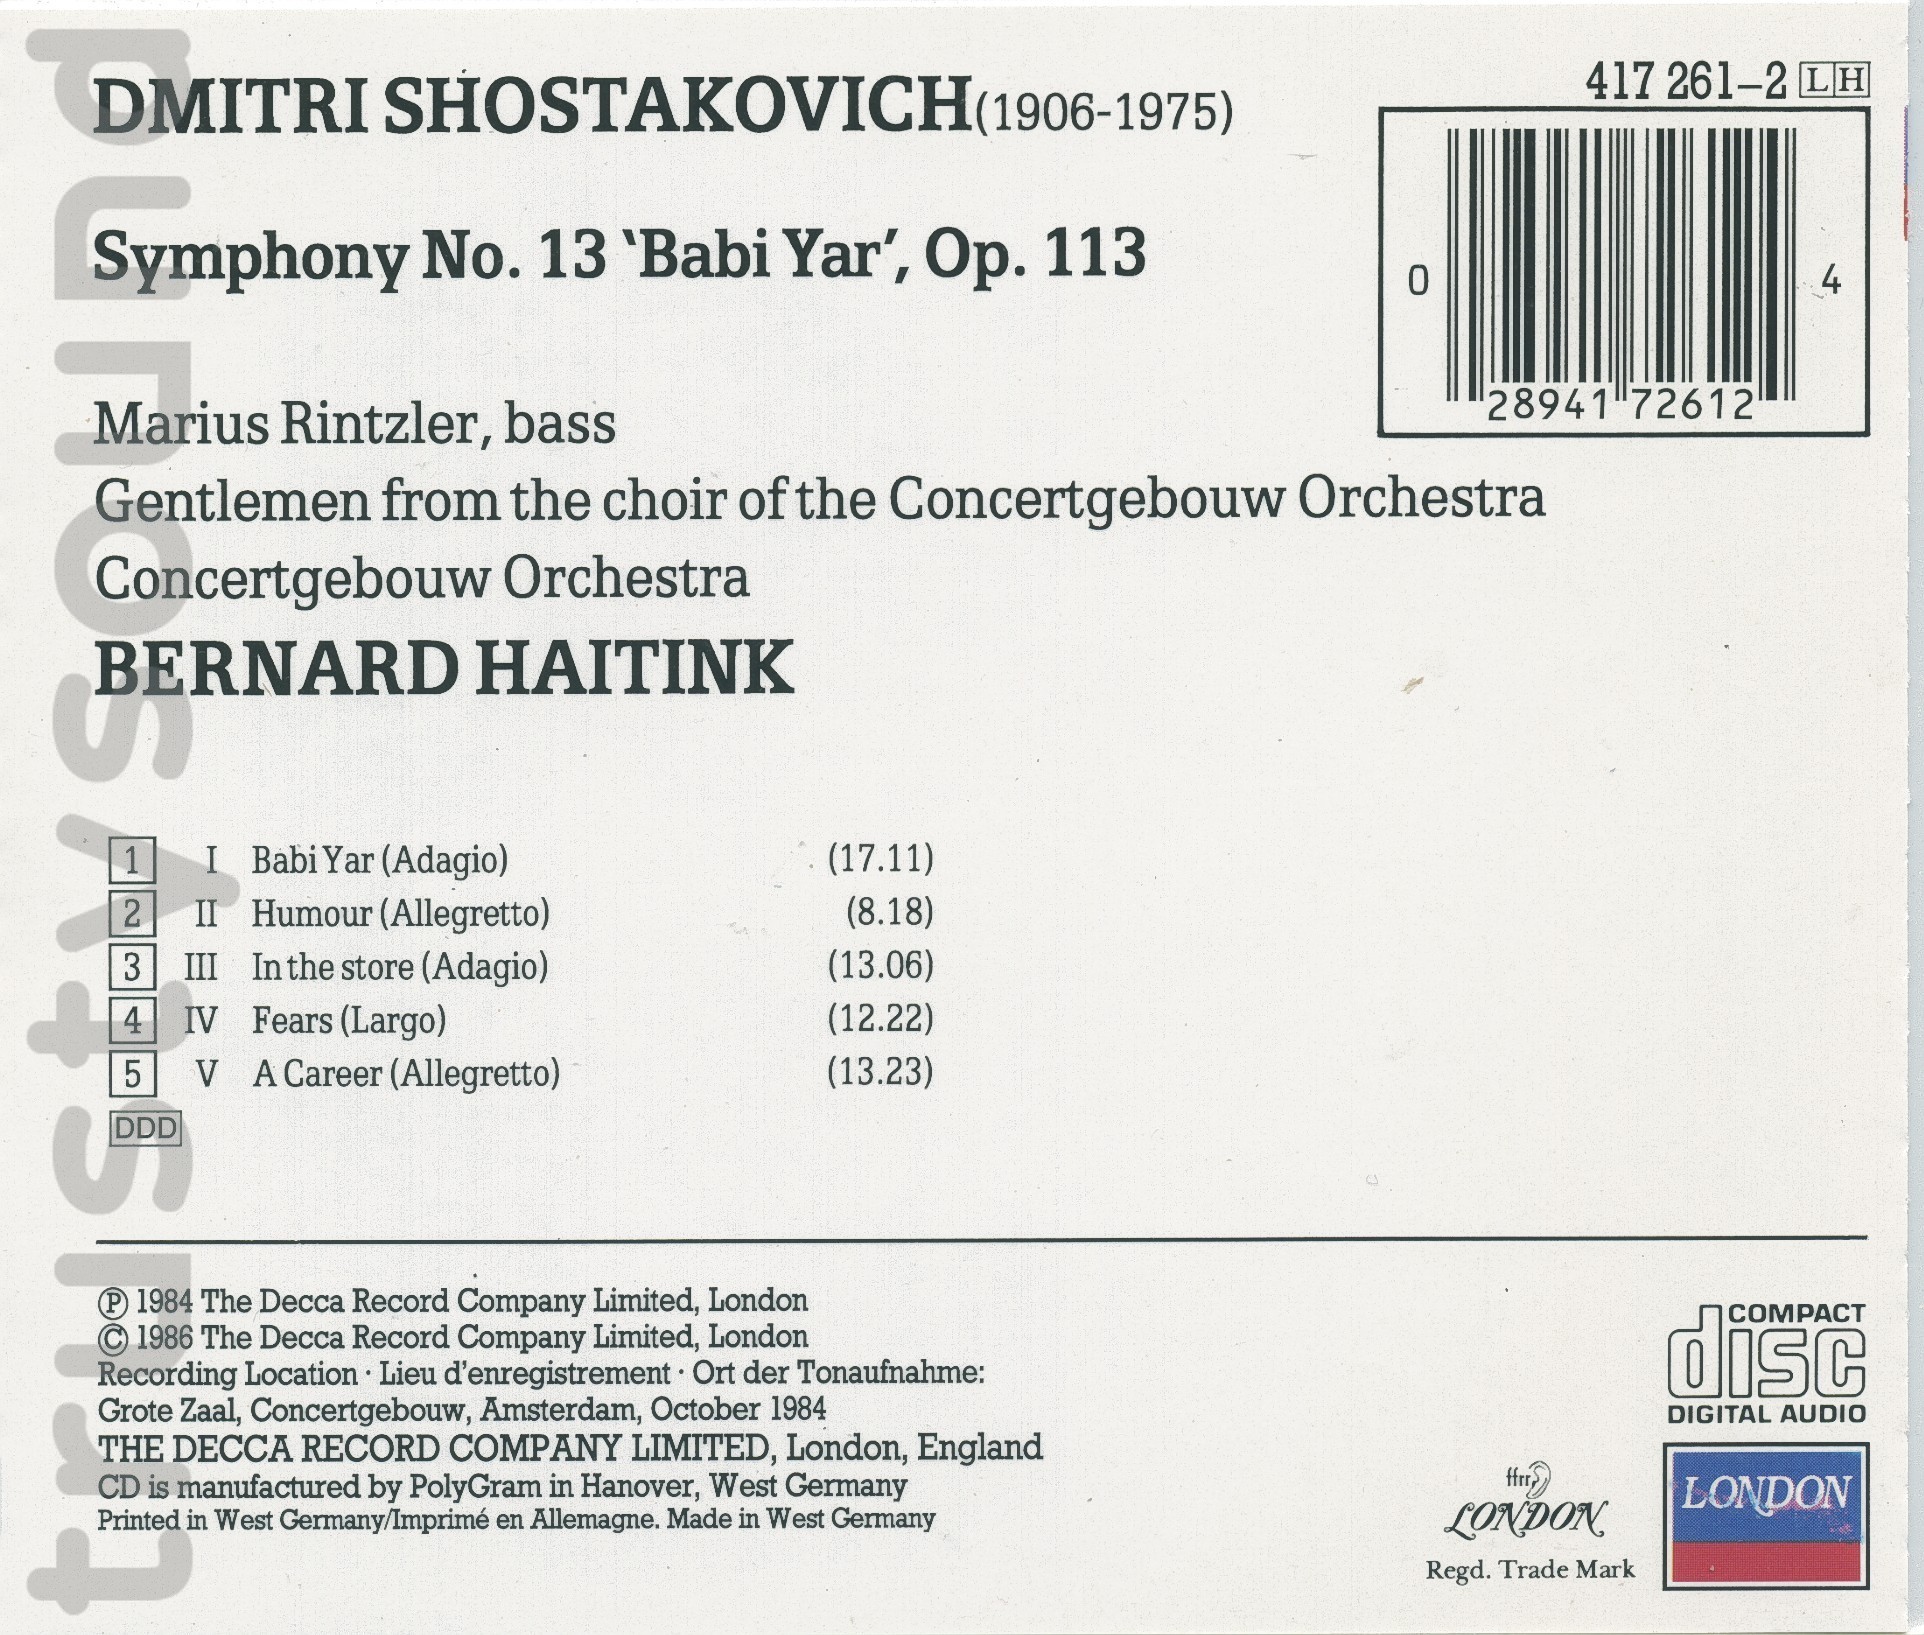 DMITRI SHOSTAKOVICH (1906-1975)
417 261–2 LH
0 28941 72612 4
Symphony No. 13 ‘Babi Yar’, Op. 113
Marius Rintzler, bass
Gentlemen from the choir of the Concertgebouw Orchestra
Concertgebouw Orchestra
BERNARD HAITINK
1 I Babi Yar (Adagio) (17.11)
2 II Humour (Allegretto) (8.18)
3 III In the store (Adagio) (13.06)
4 IV Fears (Largo) (12.22)
5 V A Career (Allegretto) (13.23)
DDD
℗ 1984 The Decca Record Company Limited, London
© 1986 The Decca Record Company Limited, London
Recording Location · Lieu d’enregistrement · Ort der Tonaufnahme:
Grote Zaal, Concertgebouw, Amsterdam, October 1984
THE DECCA RECORD COMPANY LIMITED, London, England
CD is manufactured by PolyGram in Hanover, West Germany
Printed in West Germany/Imprimé en Allemagne. Made in West Germany
COMPACT
disc
DIGITAL AUDIO
ffrr
LONDON
Regd. Trade Mark
LONDON
trustysound